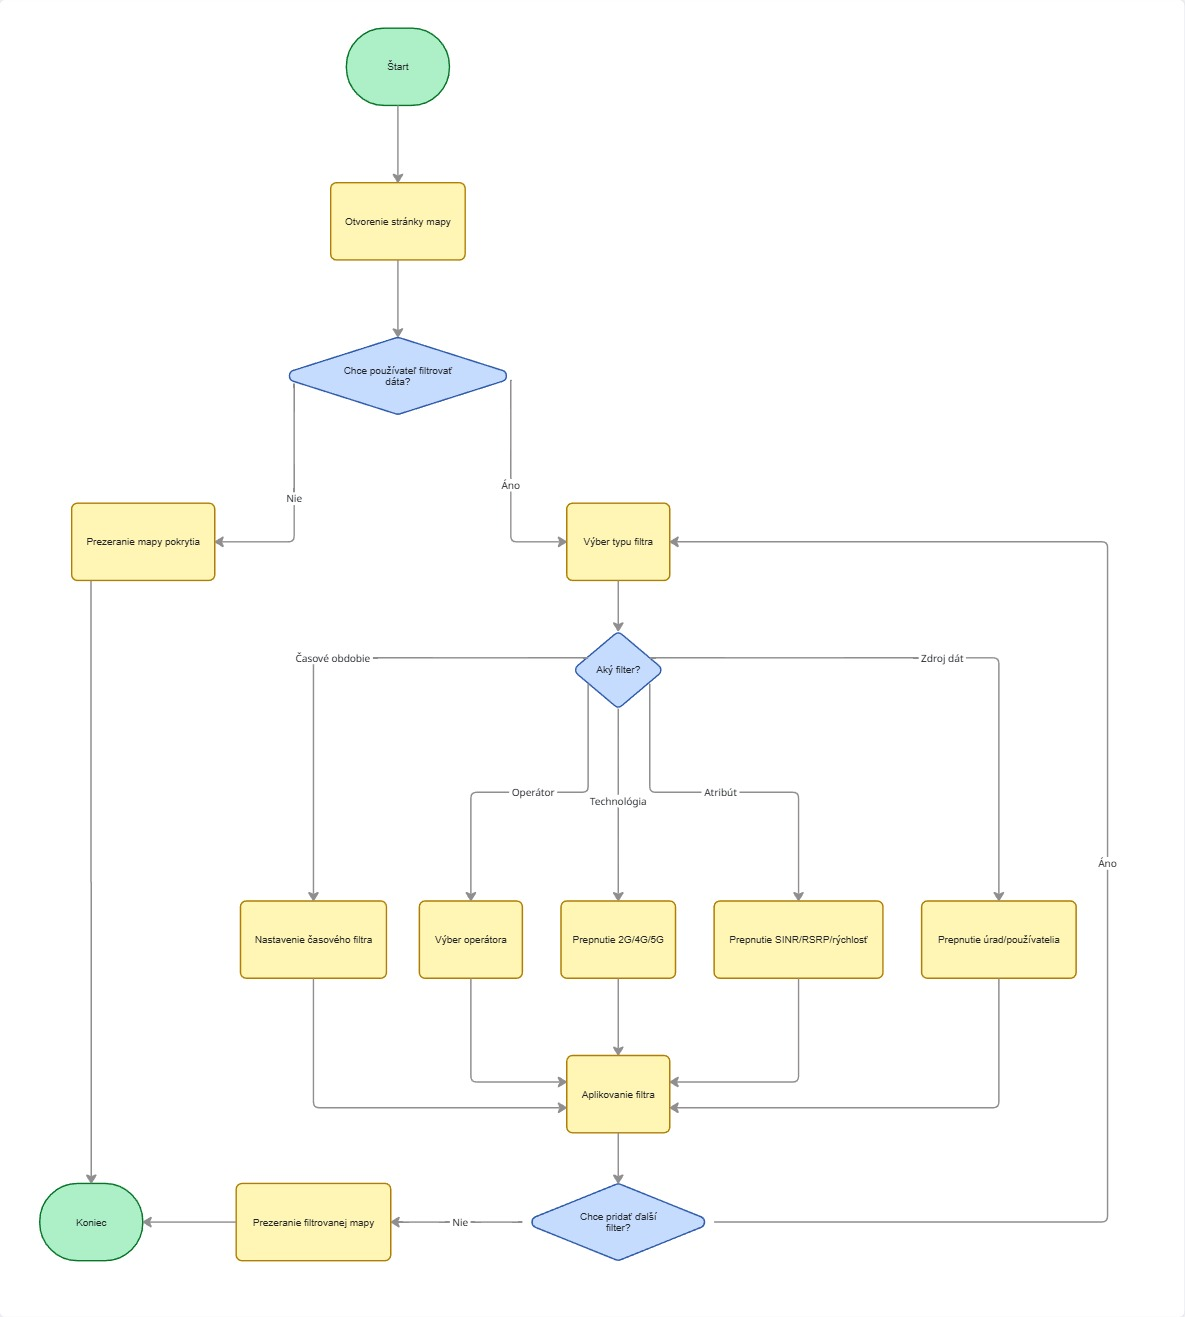 Štart
Otvorenie stránky mapy
Chce používateľ filtrovať
dáta?
Nie
Áno
Prezeranie mapy pokrytia
Výber typu filtra
Časové obdobie
Aký filter?
Zdroj dát
Operátor
Technológia
Atribút
Áno
Nastavenie časového filtra
Výber operátora
Prepnutie 2G/4G/5G
Prepnutie SINR/RSRP/rýchlosť
Prepnutie úrad/používatelia
Aplikovanie filtra
Koniec
Prezeranie filtrovanej mapy
Nie
Chce pridať ďalší
filter?